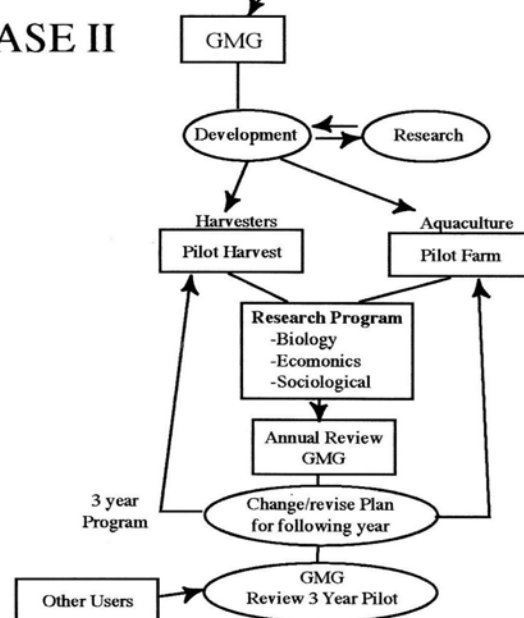 ASE II
GMG
Development
Research
Harvesters
Pilot Harvest
Aquaculture
Pilot Farm
Research Program
-Biology
-Ecomonics
-Sociological
Annual Review
GMG
3 year
Program
Change/revise Plan
for following year
GMG
Review 3 Year Pilot
Other Users